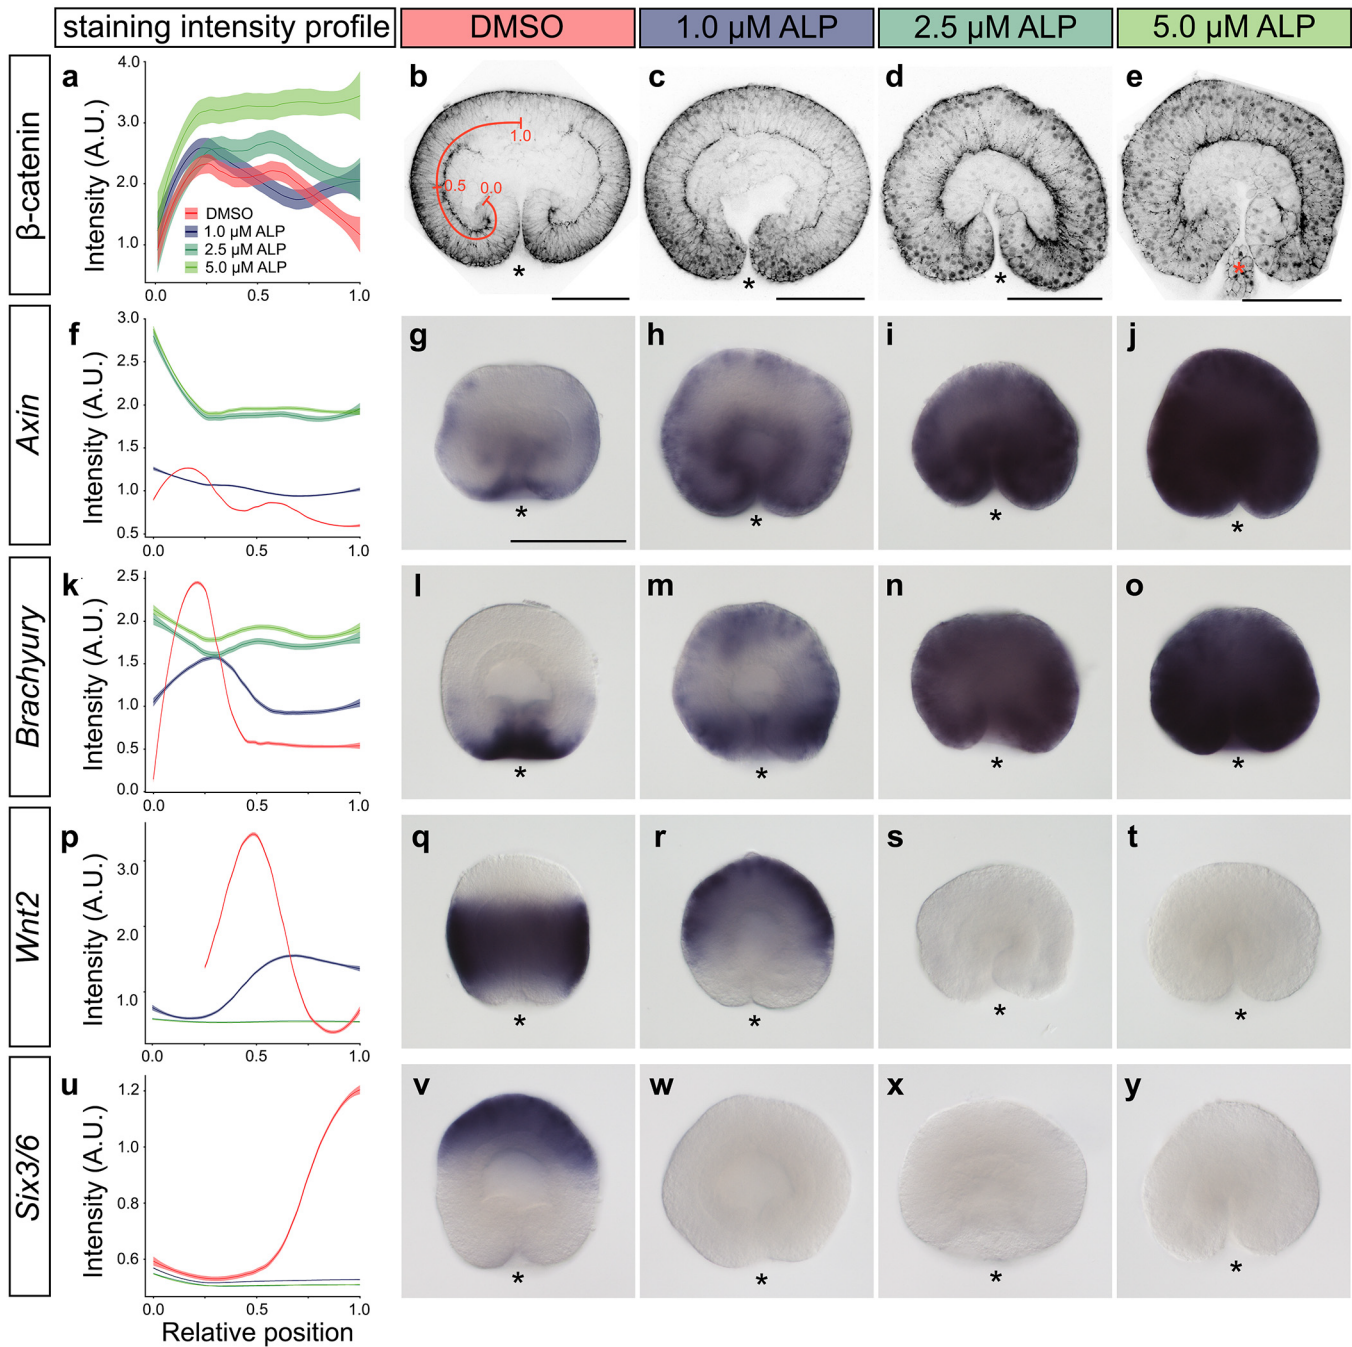 staining intensity profile DMSO 1.0 µM ALP 2.5 µM ALP 5.0 µM ALP
β-catenin
a
Intensity (A.U.)
4.0
3.0
2.0
1.0
DMSO
1.0 µM ALP
2.5 µM ALP
5.0 µM ALP
0.0 0.5 1.0
b
1.0
0.5
0.0
*
c
*
d
*
e
*
Axin
f
Intensity (A.U.)
3.0
2.5
2.0
1.5
1.0
0.5
0.0 0.5 1.0
g
*
h
*
i
*
j
*
Brachyury
k
Intensity (A.U.)
2.5
2.0
1.5
1.0
0.5
0.0
0.0 0.5 1.0
l
*
m
*
n
*
o
*
Wnt2
p
Intensity (A.U.)
3.0
2.0
1.0
0.0 0.5 1.0
q
*
r
*
s
*
t
*
Six3/6
u
Intensity (A.U.)
1.2
1.0
0.8
0.6
0.0 0.5 1.0
Relative position
v
*
w
*
x
*
y
*